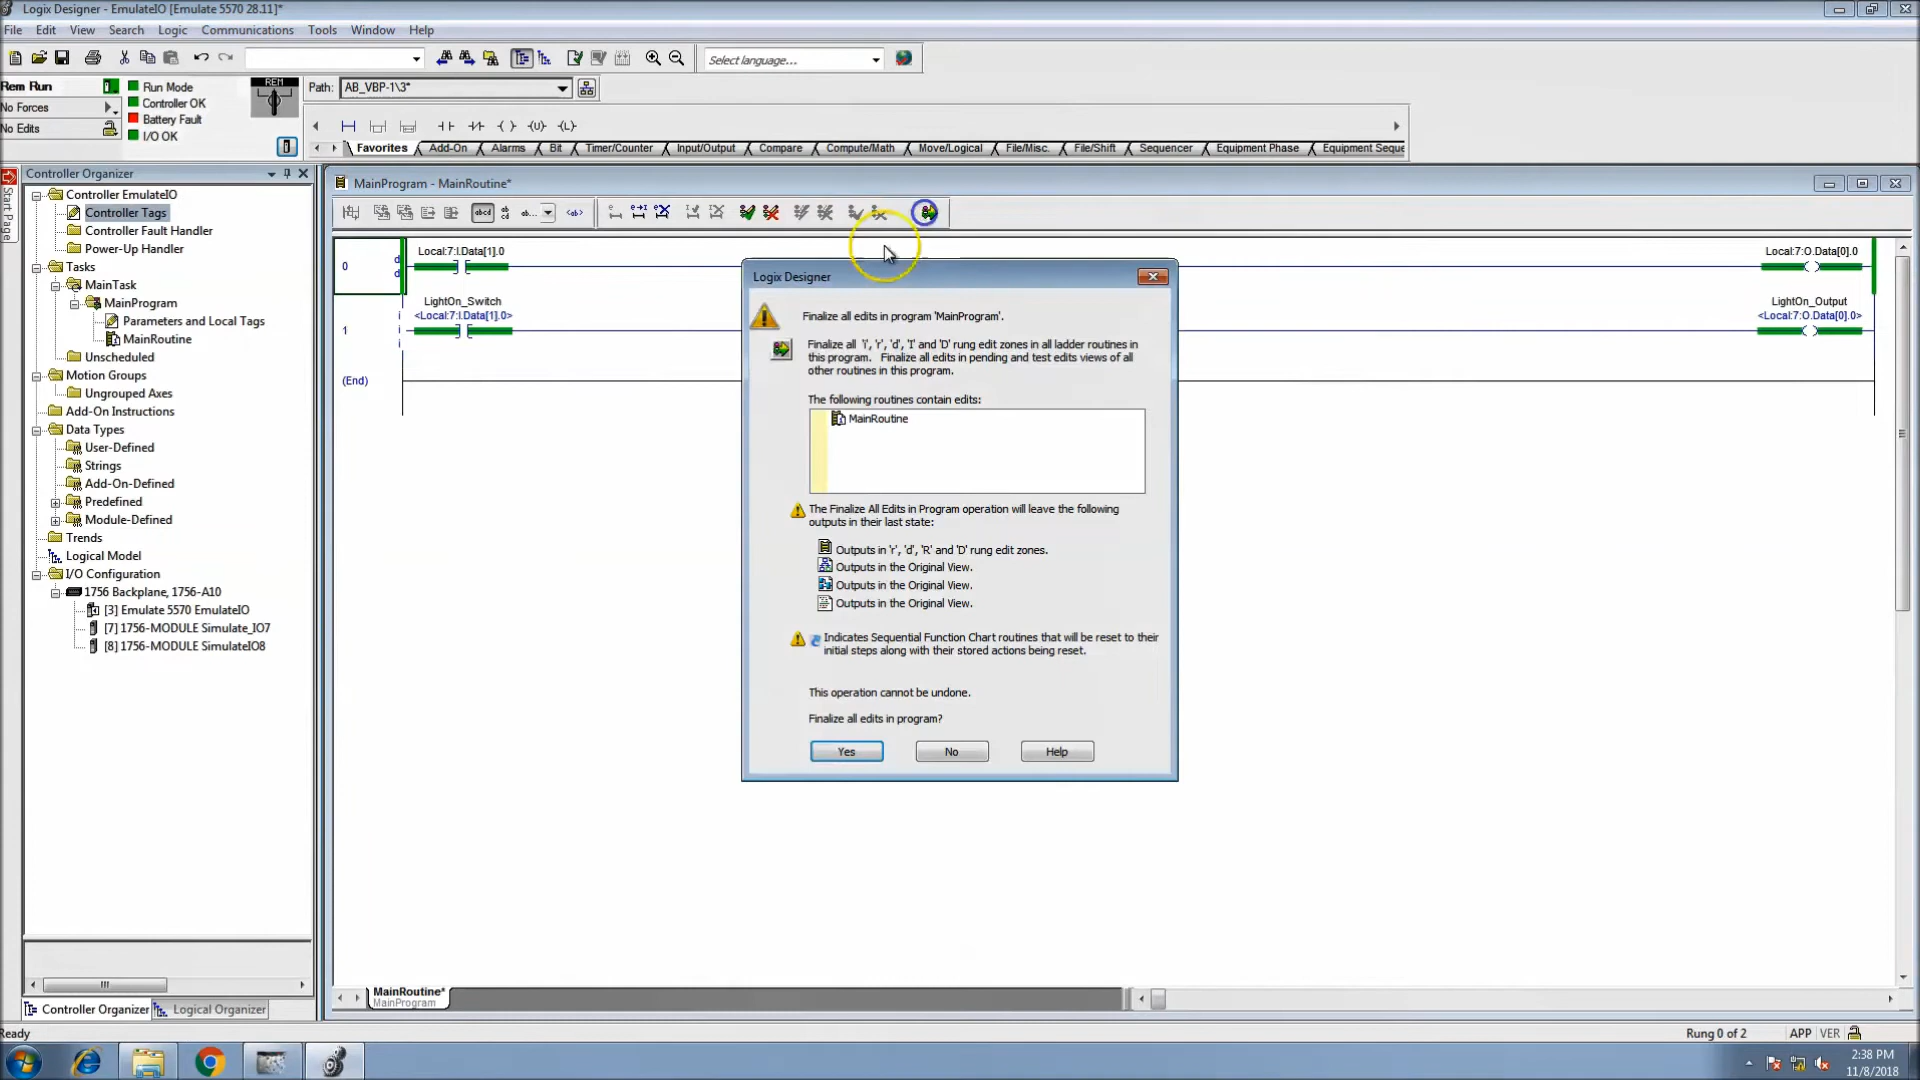 Logix Designer - EmulateIO [Emulate 5570 28.11]*
File Edit View Search Logic Communications Tools Window Help
Select language...
Rem Run
No Forces
No Edits
Run Mode
Controller OK
Battery Fault
I/O OK
REM
Path: AB_VBP-1\3*
Favorites Add-On Alarms Bit Timer/Counter Input/Output Compare Compute/Math Move/Logical File/Misc. File/Shift Sequencer Equipment Phase Equipment Seque
Start Page
Controller Organizer
Controller EmulateIO
Controller Tags
Controller Fault Handler
Power-Up Handler
Tasks
MainTask
MainProgram
Parameters and Local Tags
MainRoutine
Unscheduled
Motion Groups
Ungrouped Axes
Add-On Instructions
Data Types
User-Defined
Strings
Add-On-Defined
Predefined
Module-Defined
Trends
Logical Model
I/O Configuration
1756 Backplane, 1756-A10
[3] Emulate 5570 EmulateIO
[7] 1756-MODULE Simulate_IO7
[8] 1756-MODULE SimulateIO8
Controller Organizer Logical Organizer
MainProgram - MainRoutine*
0
d
d
Local:7:I.Data[1].0
Local:7:O.Data[0].0
1
i
i
i
LightOn_Switch
<Local:7:I.Data[1].0>
LightOn_Output
<Local:7:O.Data[0].0>
(End)
Logix Designer
Finalize all edits in program 'MainProgram'.
Finalize all 'i', 'r', 'd', 'I' and 'D' rung edit zones in all ladder routines in
this program. Finalize all edits in pending and test edits views of all
other routines in this program.
The following routines contain edits:
MainRoutine
The Finalize All Edits in Program operation will leave the following
outputs in their last state:
Outputs in 'r', 'd', 'R' and 'D' rung edit zones.
Outputs in the Original View.
Outputs in the Original View.
Outputs in the Original View.
Indicates Sequential Function Chart routines that will be reset to their
initial steps along with their stored actions being reset.
This operation cannot be undone.
Finalize all edits in program?
Yes No Help
MainRoutine*
MainProgram
Ready
Rung 0 of 2 APP VER
2:38 PM
11/8/2018